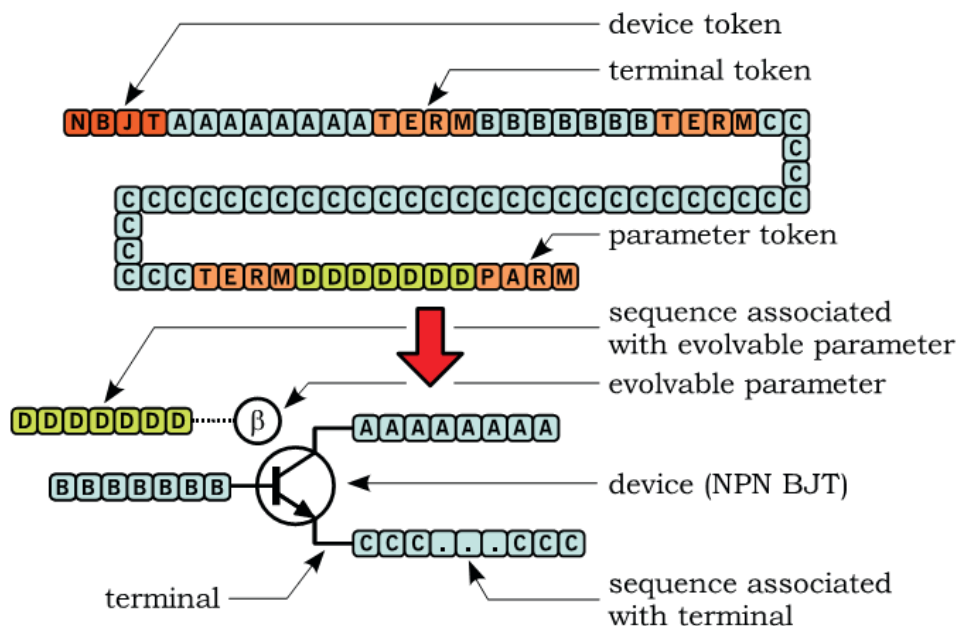 device token
terminal token
NBJTAAAAAAAATERMBBBBBBBTERMCC
C
C
CCCCCCCCCCCCCCCCCCCCCCCCCCC
C
C
parameter token
CCCTERMDDDDDDDPARM
sequence associated
with evolvable parameter
evolvable parameter
DDDDDDD
β
AAAAAAAA
BBBBBBB
device (NPN BJT)
CCC...CCC
terminal
sequence associated
with terminal